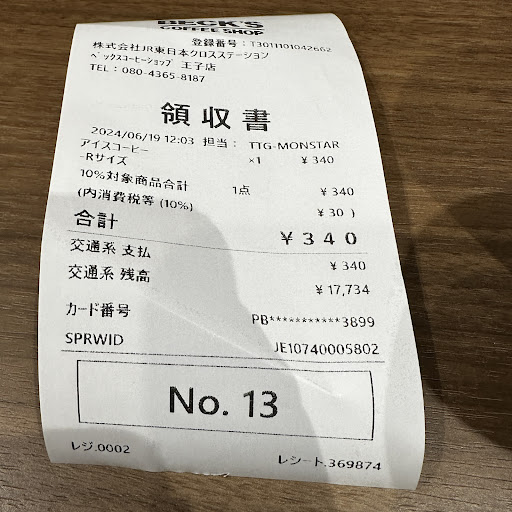 BECK'S
COFFEE SHOP
登録番号：T3011101042662
株式会社JR東日本クロスステーション
ベックスコーヒーショップ 王子店
TEL：080-4365-8187
領収書
2024/06/19 12:03 担当： TTG-MONSTAR
アイスコーヒー ×1 ¥340
-Rサイズ
10%対象商品合計 1点 ¥340
(内消費税等 (10%) ¥30 )
合計 ¥340
交通系 支払 ¥340
交通系 残高 ¥17,734
カード番号 PB***********3899
SPRWID JE10740005802
No. 13
レジ.0002 レシート.369874